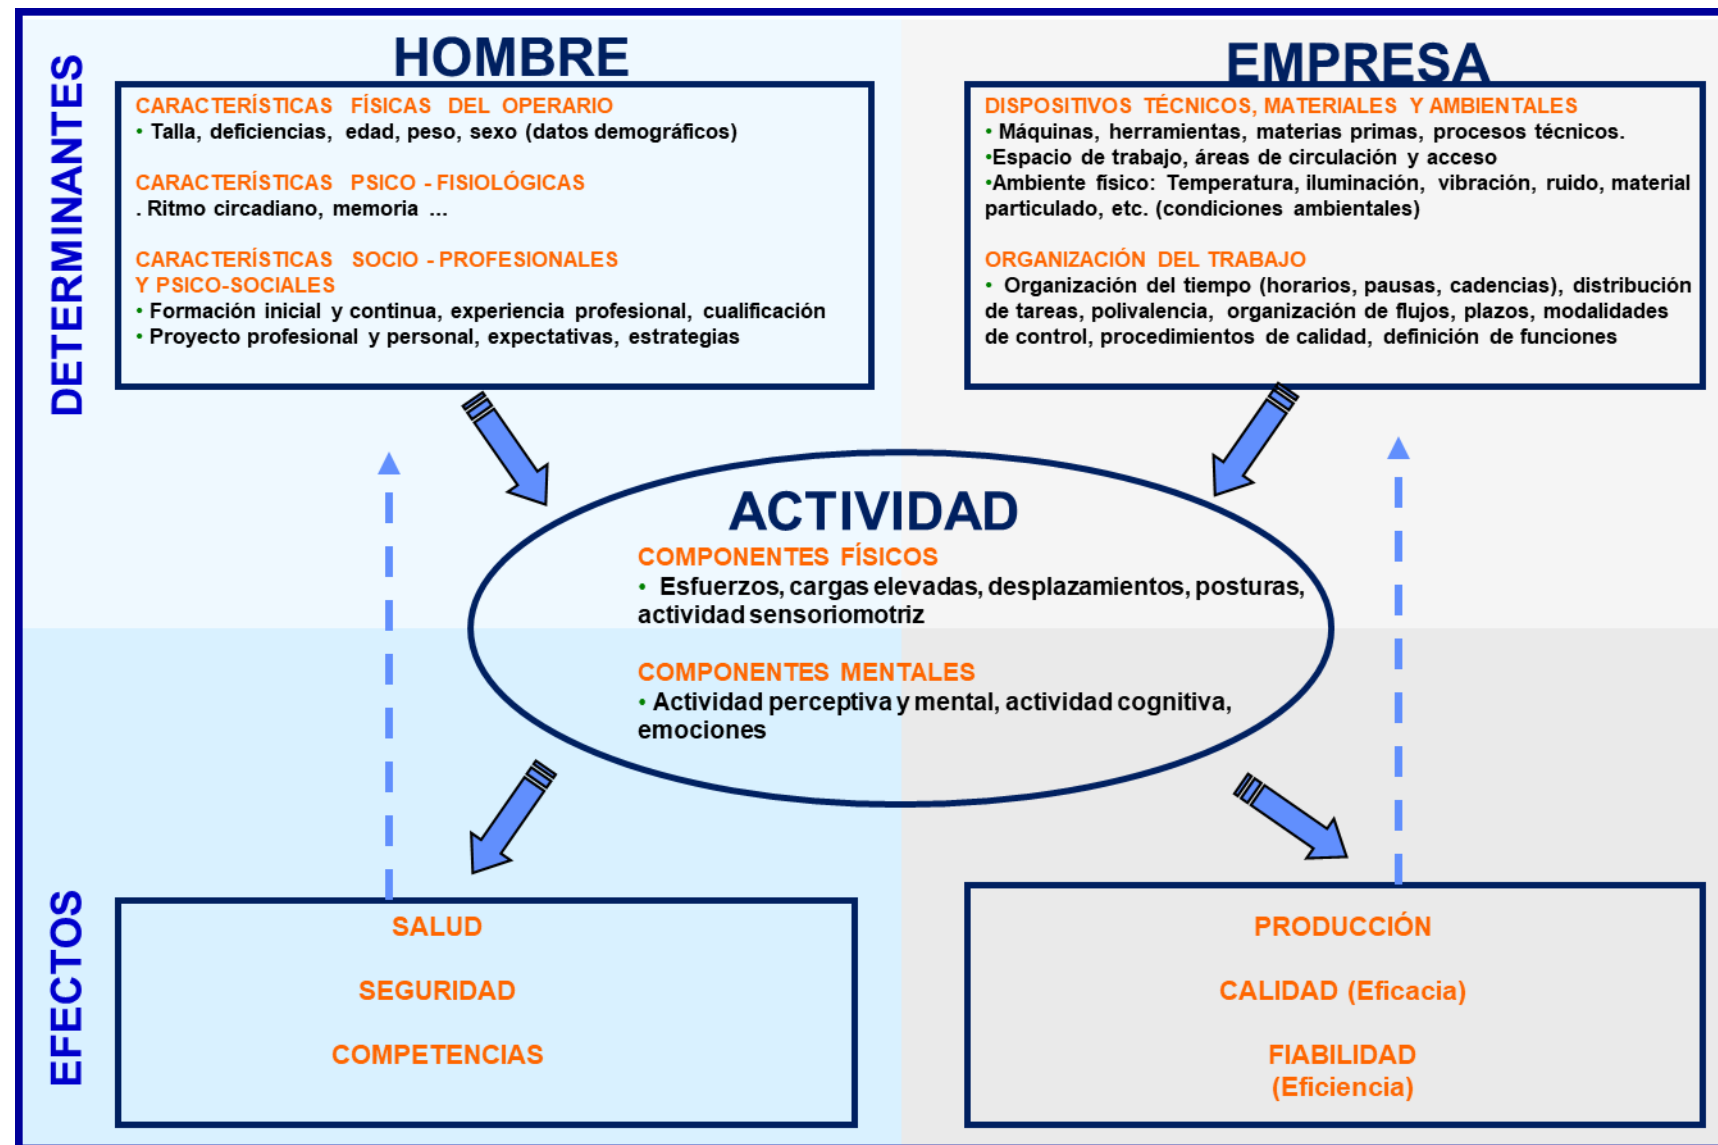 HOMBRE
EMPRESA
DETERMINANTES
CARACTERÍSTICAS FÍSICAS DEL OPERARIO
• Talla, deficiencias, edad, peso, sexo (datos demográficos)
CARACTERÍSTICAS PSICO - FISIOLÓGICAS
. Ritmo circadiano, memoria ...
CARACTERÍSTICAS SOCIO - PROFESIONALES
Y PSICO-SOCIALES
• Formación inicial y continua, experiencia profesional, cualificación
• Proyecto profesional y personal, expectativas, estrategias
DISPOSITIVOS TÉCNICOS, MATERIALES Y AMBIENTALES
• Máquinas, herramientas, materias primas, procesos técnicos.
•Espacio de trabajo, áreas de circulación y acceso
•Ambiente físico: Temperatura, iluminación, vibración, ruido, material
particulado, etc. (condiciones ambientales)
ORGANIZACIÓN DEL TRABAJO
• Organización del tiempo (horarios, pausas, cadencias), distribución
de tareas, polivalencia, organización de flujos, plazos, modalidades
de control, procedimientos de calidad, definición de funciones
ACTIVIDAD
COMPONENTES FÍSICOS
• Esfuerzos, cargas elevadas, desplazamientos, posturas,
actividad sensoriomotriz
COMPONENTES MENTALES
• Actividad perceptiva y mental, actividad cognitiva,
emociones
EFECTOS
SALUD
SEGURIDAD
COMPETENCIAS
PRODUCCIÓN
CALIDAD (Eficacia)
FIABILIDAD
(Eficiencia)